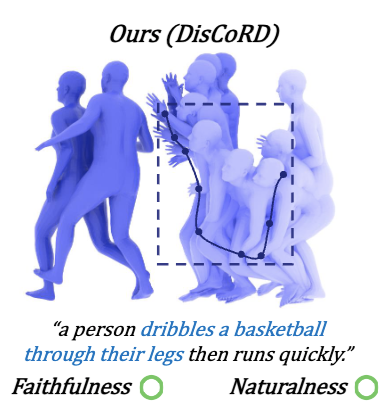 Ours (DisCoRD)
“a person dribbles a basketball
through their legs then runs quickly.”
Faithfulness
Naturalness